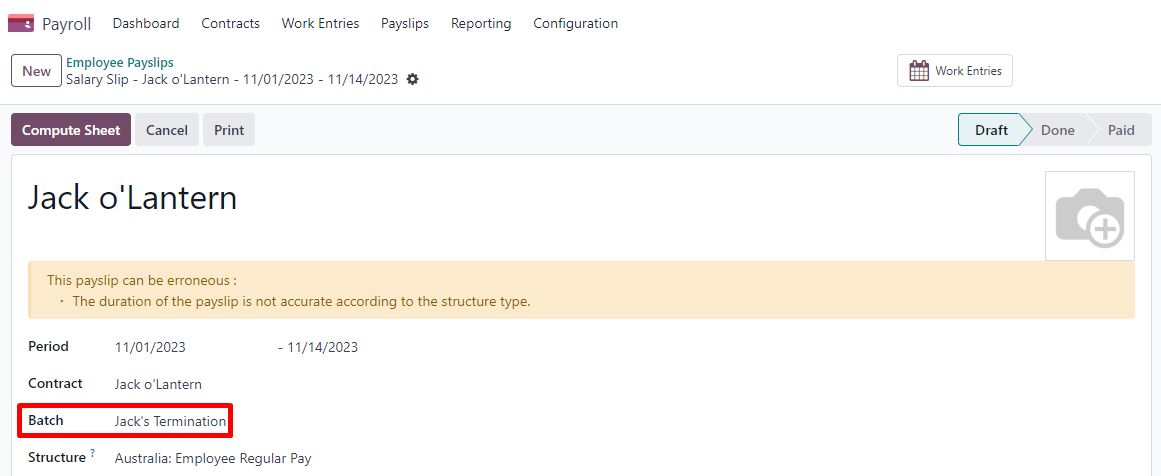 Payroll Dashboard Contracts Work Entries Payslips Reporting Configuration
New
Employee Payslips
Salary Slip - Jack o'Lantern - 11/01/2023 - 11/14/2023
Work Entries
Compute Sheet Cancel Print Draft Done Paid
Jack o'Lantern
This payslip can be erroneous :
· The duration of the payslip is not accurate according to the structure type.
Period 11/01/2023 - 11/14/2023
Contract Jack o'Lantern
Batch Jack's Termination
Structure ? Australia: Employee Regular Pay